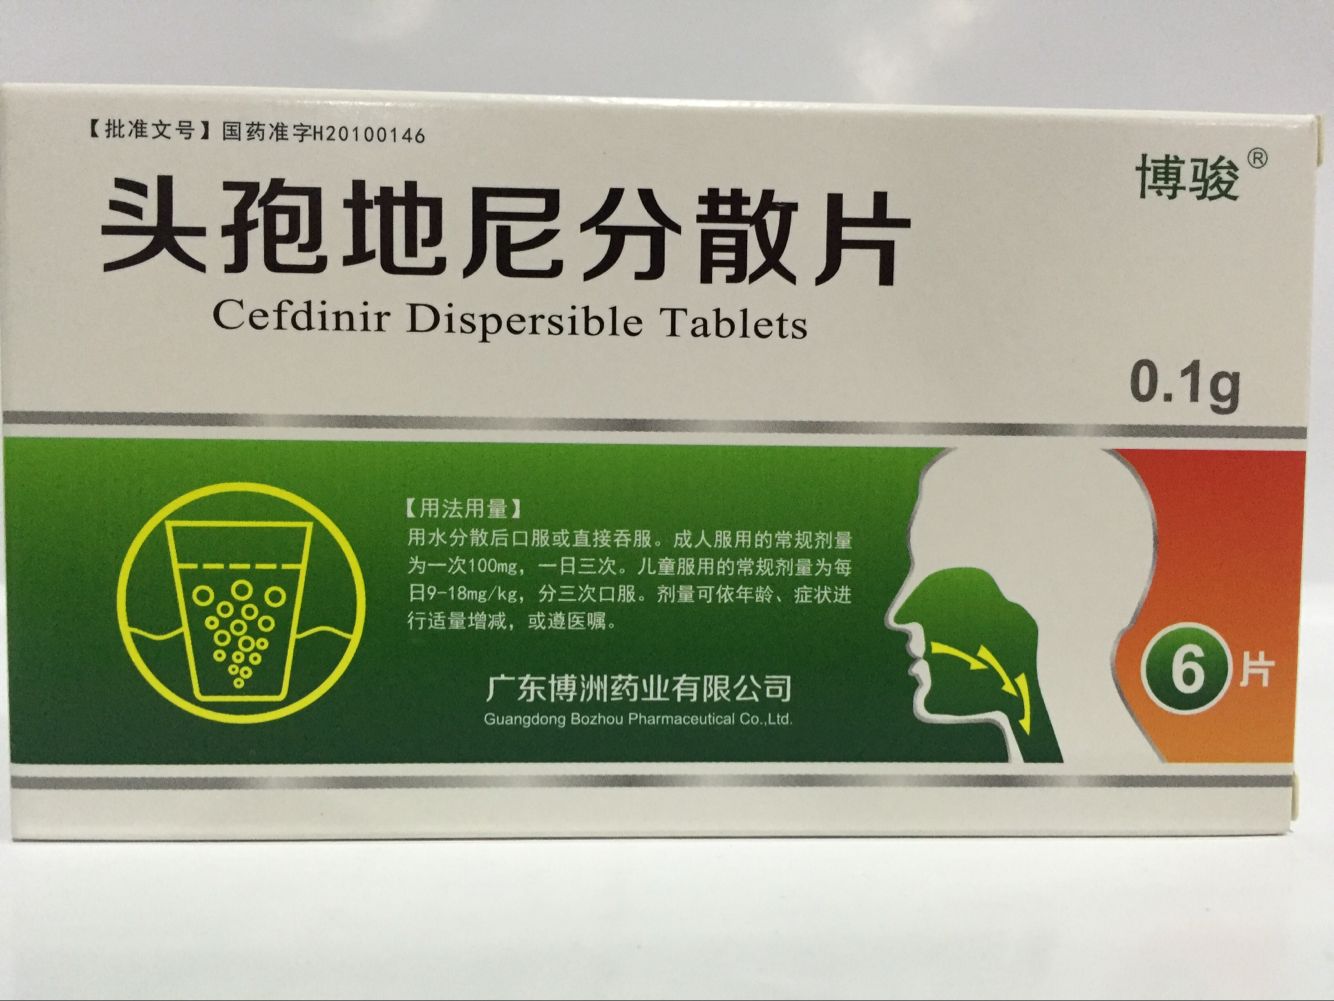 【批准文号】国药准字H20100146
博骏®
头孢地尼分散片
Cefdinir Dispersible Tablets
0.1g
【用法用量】
用水分散后口服或直接吞服。成人服用的常规剂量
为一次100mg，一日三次。儿童服用的常规剂量为每
日9-18mg/kg，分三次口服。剂量可依年龄、症状进
行适量增减，或遵医嘱。
6片
广东博洲药业有限公司
Guangdong Bozhou Pharmaceutical Co.,Ltd.